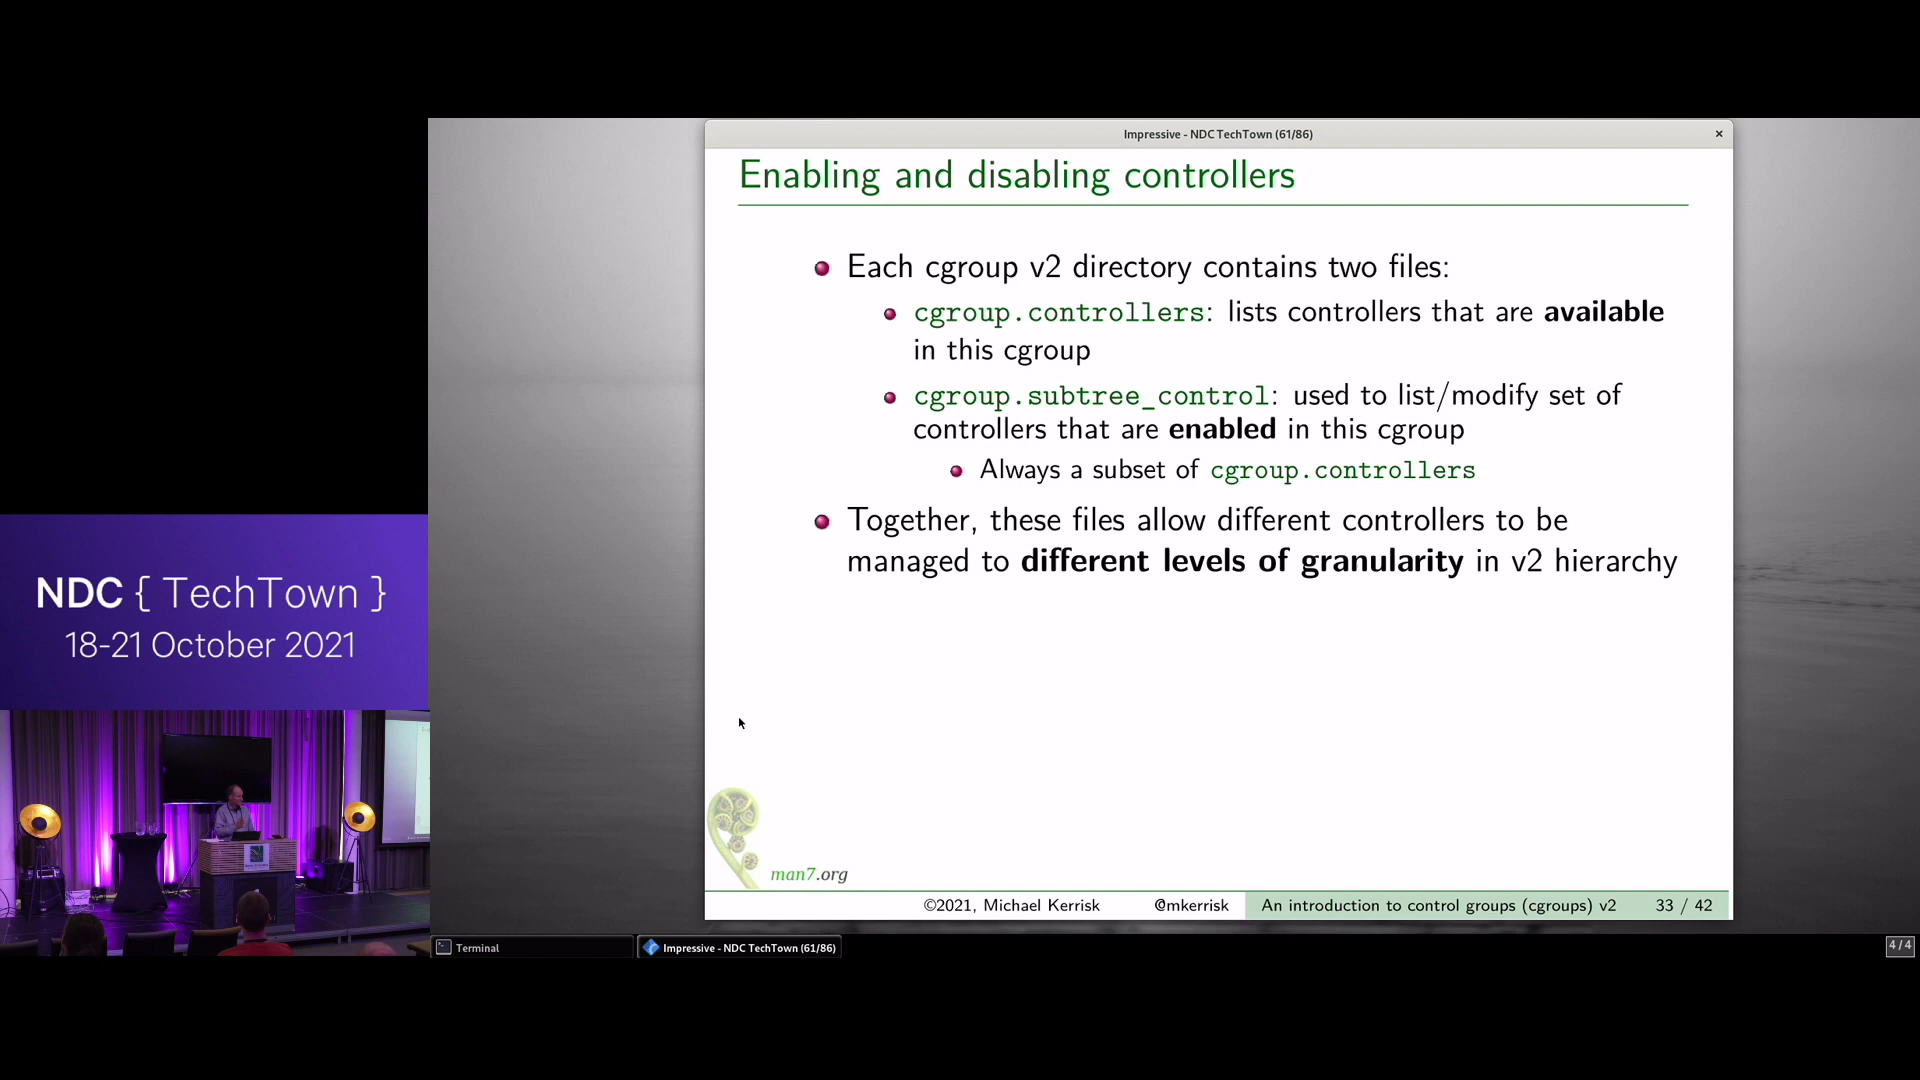 Impressive - NDC TechTown (61/86)
Enabling and disabling controllers
Each cgroup v2 directory contains two files:
cgroup.controllers: lists controllers that are available
in this cgroup
cgroup.subtree_control: used to list/modify set of
controllers that are enabled in this cgroup
Always a subset of cgroup.controllers
Together, these files allow different controllers to be
managed to different levels of granularity in v2 hierarchy
man7.org
©2021, Michael Kerrisk @mkerrisk An introduction to control groups (cgroups) v2 33 / 42
NDC { TechTown }
18-21 October 2021
Terminal
Impressive - NDC TechTown (61/86)
4/4